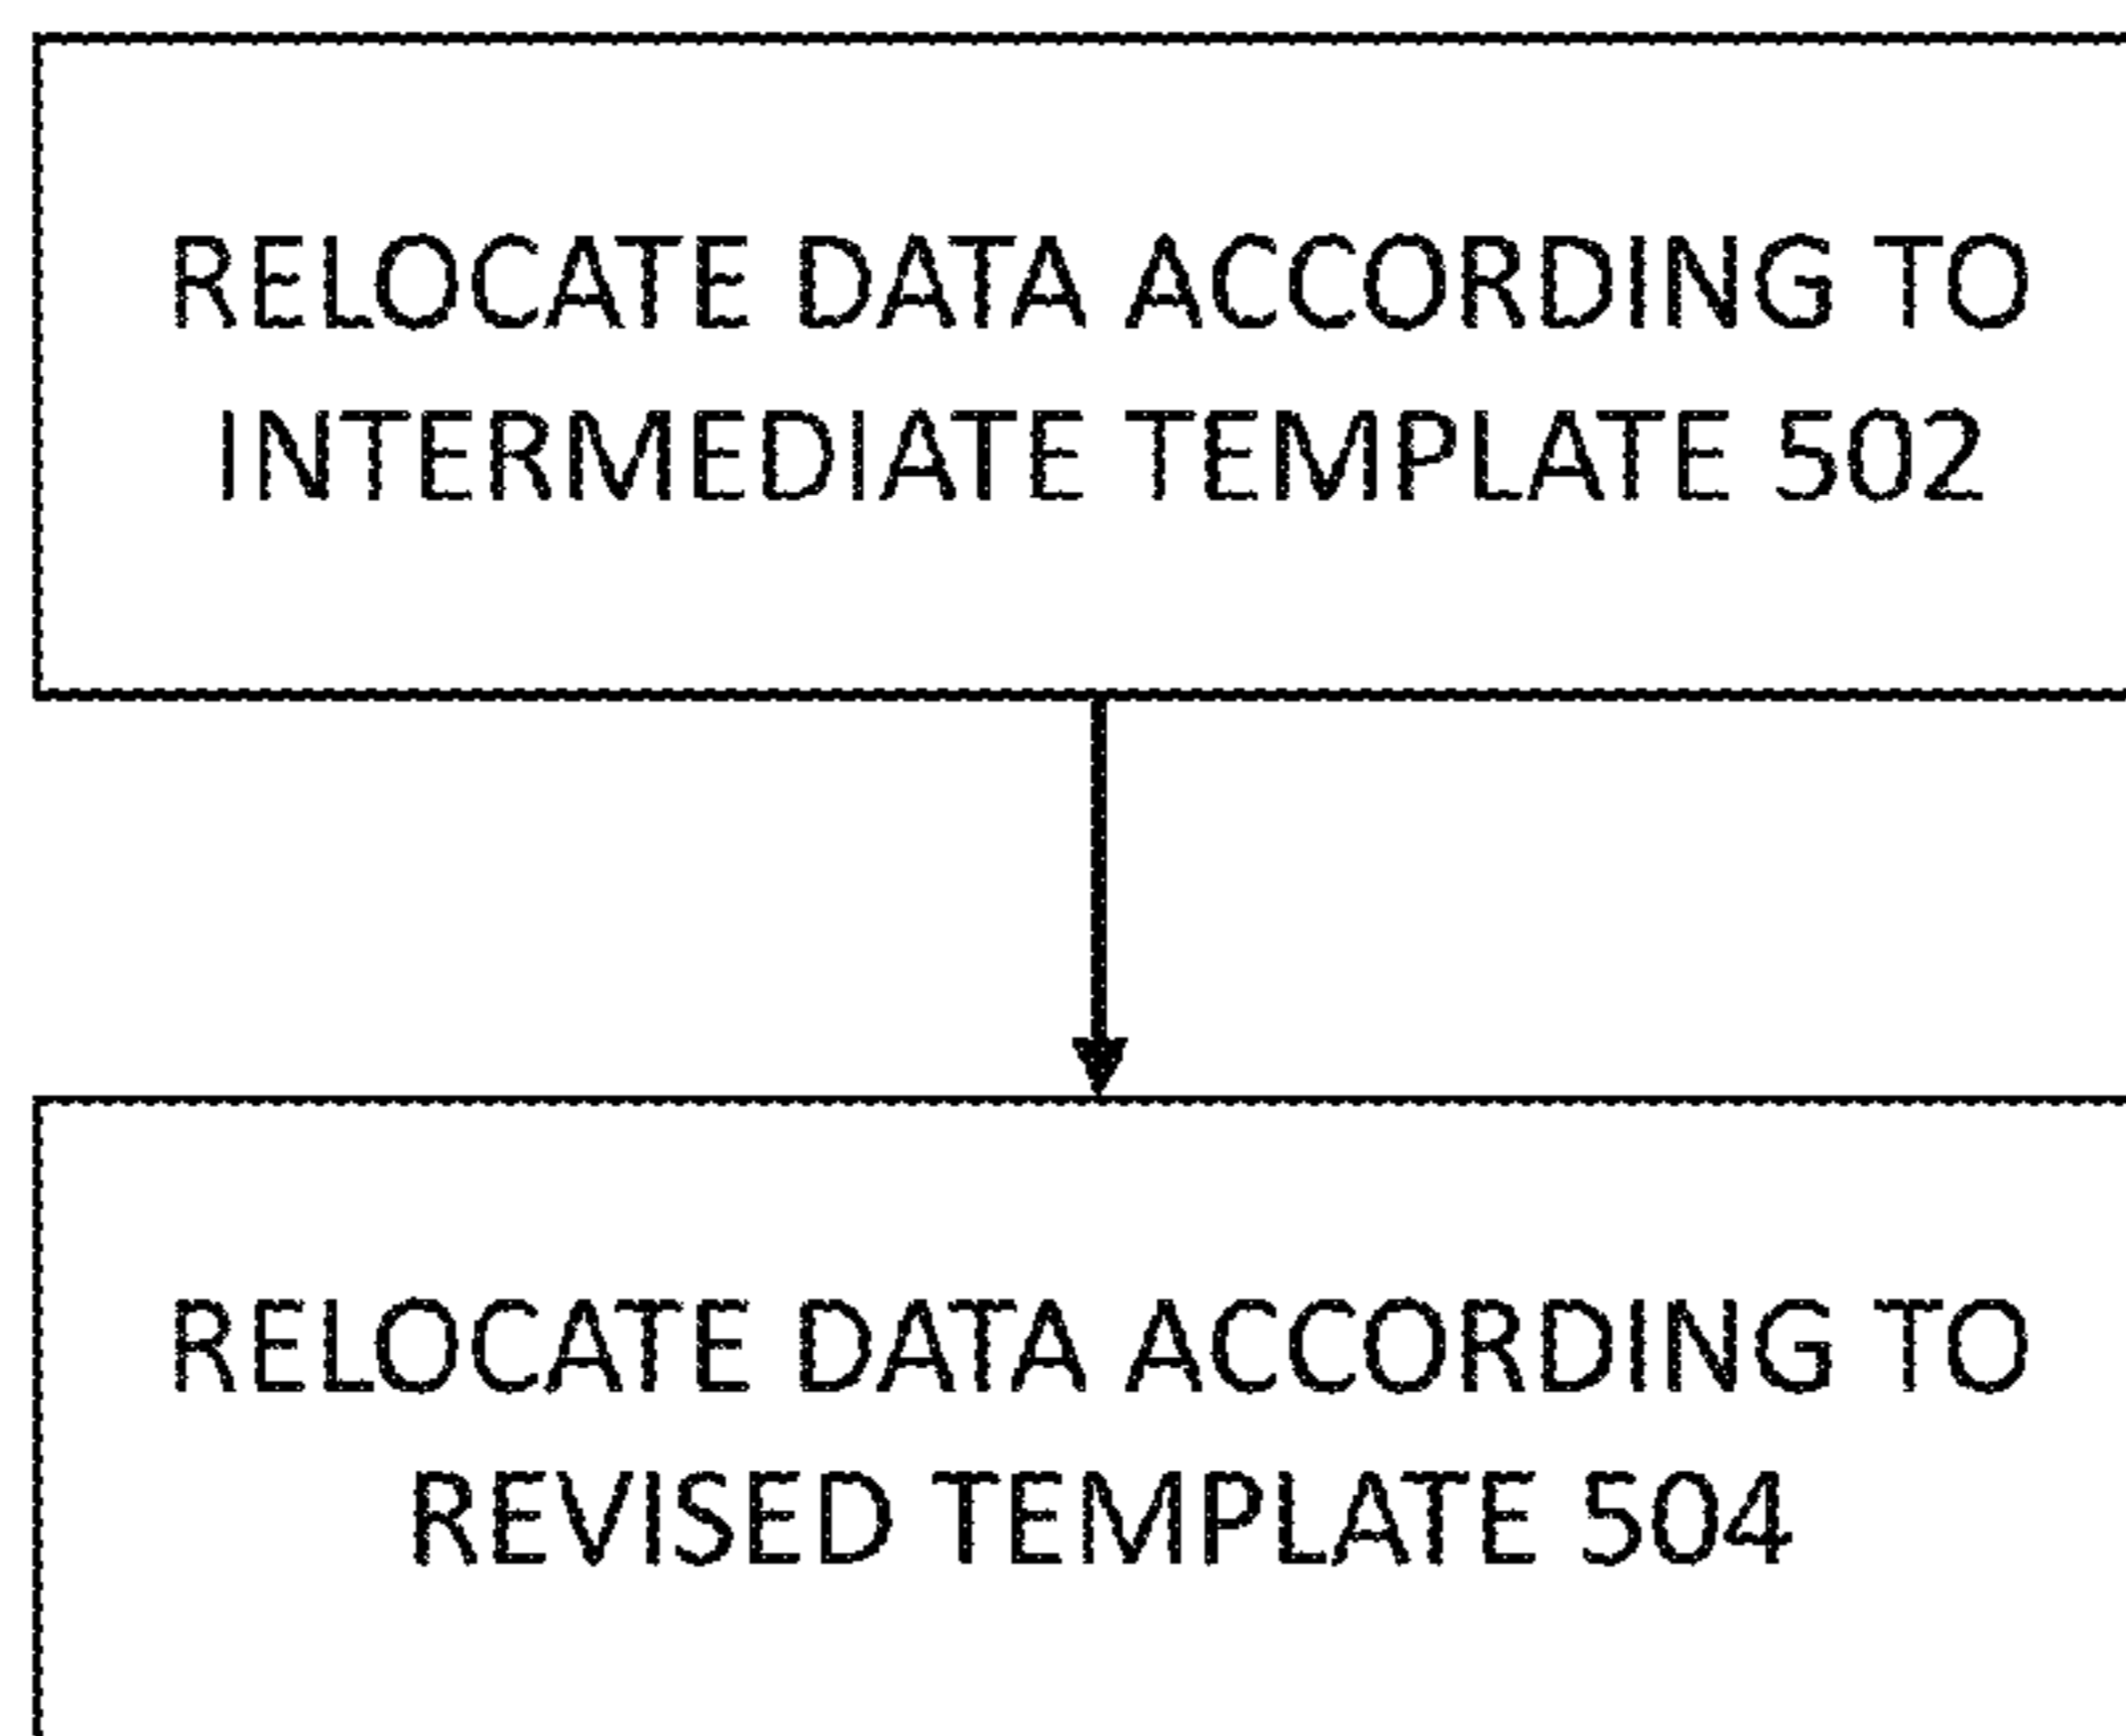 RELOCATE DATA ACCORDING TO
INTERMEDIATE TEMPLATE 502
RELOCATE DATA ACCORDING TO
REVISED TEMPLATE 504